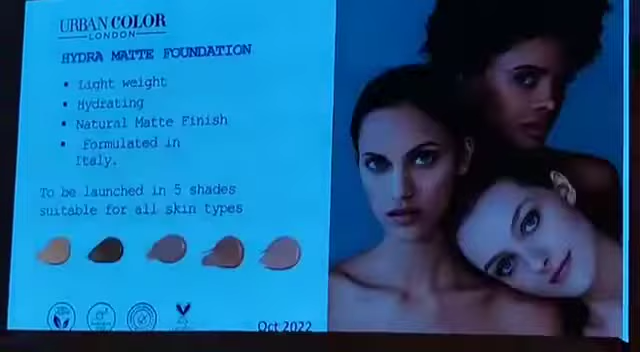 URBAN COLOR
LONDON
HYDRA MATTE FOUNDATION
• Light weight
• Hydrating
• Natural Matte Finish
• Formulated in
Italy.
To be launched in 5 shades
suitable for all skin types
Oct 2022